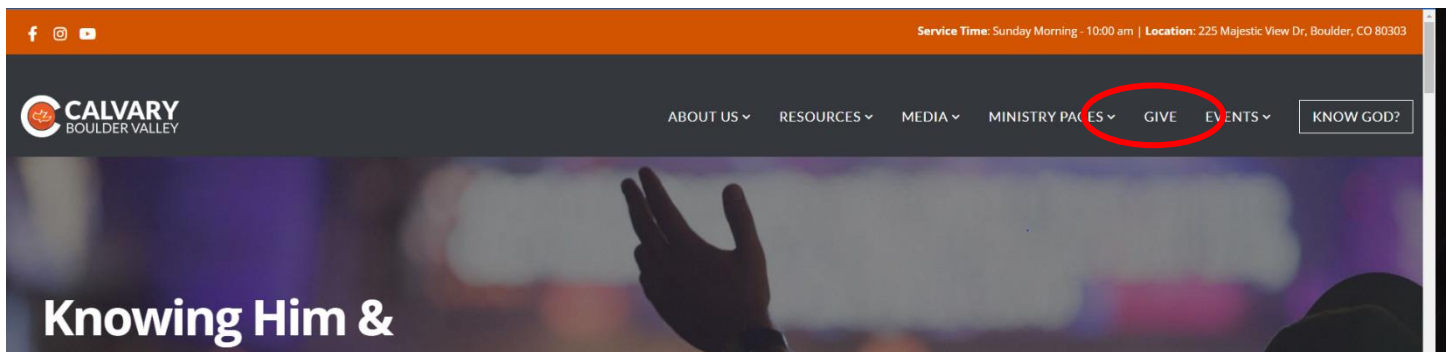 Service Time: Sunday Morning - 10:00 am | Location: 225 Majestic View Dr, Boulder, CO 80303
CALVARY
BOULDER VALLEY
ABOUT US RESOURCES MEDIA MINISTRY PAGES GIVE EVENTS KNOW GOD?
Knowing Him &